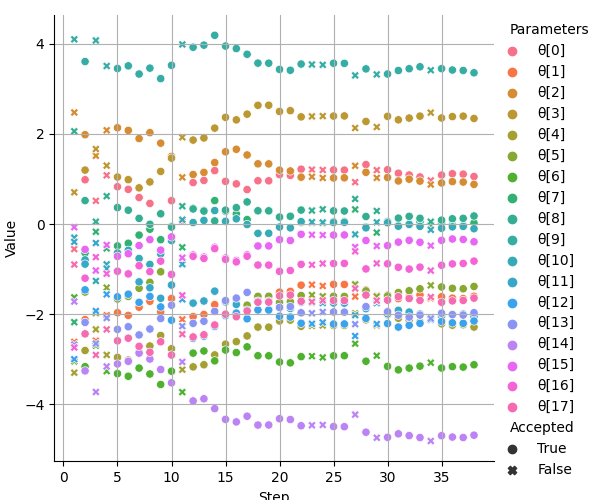 Parameters
θ[0]
θ[1]
θ[2]
θ[3]
θ[4]
θ[5]
θ[6]
θ[7]
θ[8]
θ[9]
θ[10]
θ[11]
θ[12]
θ[13]
θ[14]
θ[15]
θ[16]
θ[17]
Accepted
True
False
Value
4
2
0
−2
−4
0
5
10
15
20
25
30
35
Step